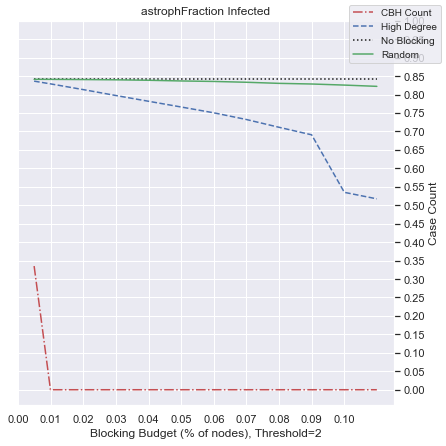 astrophFraction Infected
CBH Count
High Degree
No Blocking
Random
1.00
0.85
0.80
0.75
0.70
0.65
0.60
0.55
0.50
0.45
0.40
0.35
0.30
0.25
0.20
0.15
0.10
0.05
0.00
Case Count
0.00 0.01 0.02 0.03 0.04 0.05 0.06 0.07 0.08 0.09 0.10
Blocking Budget (% of nodes), Threshold=2